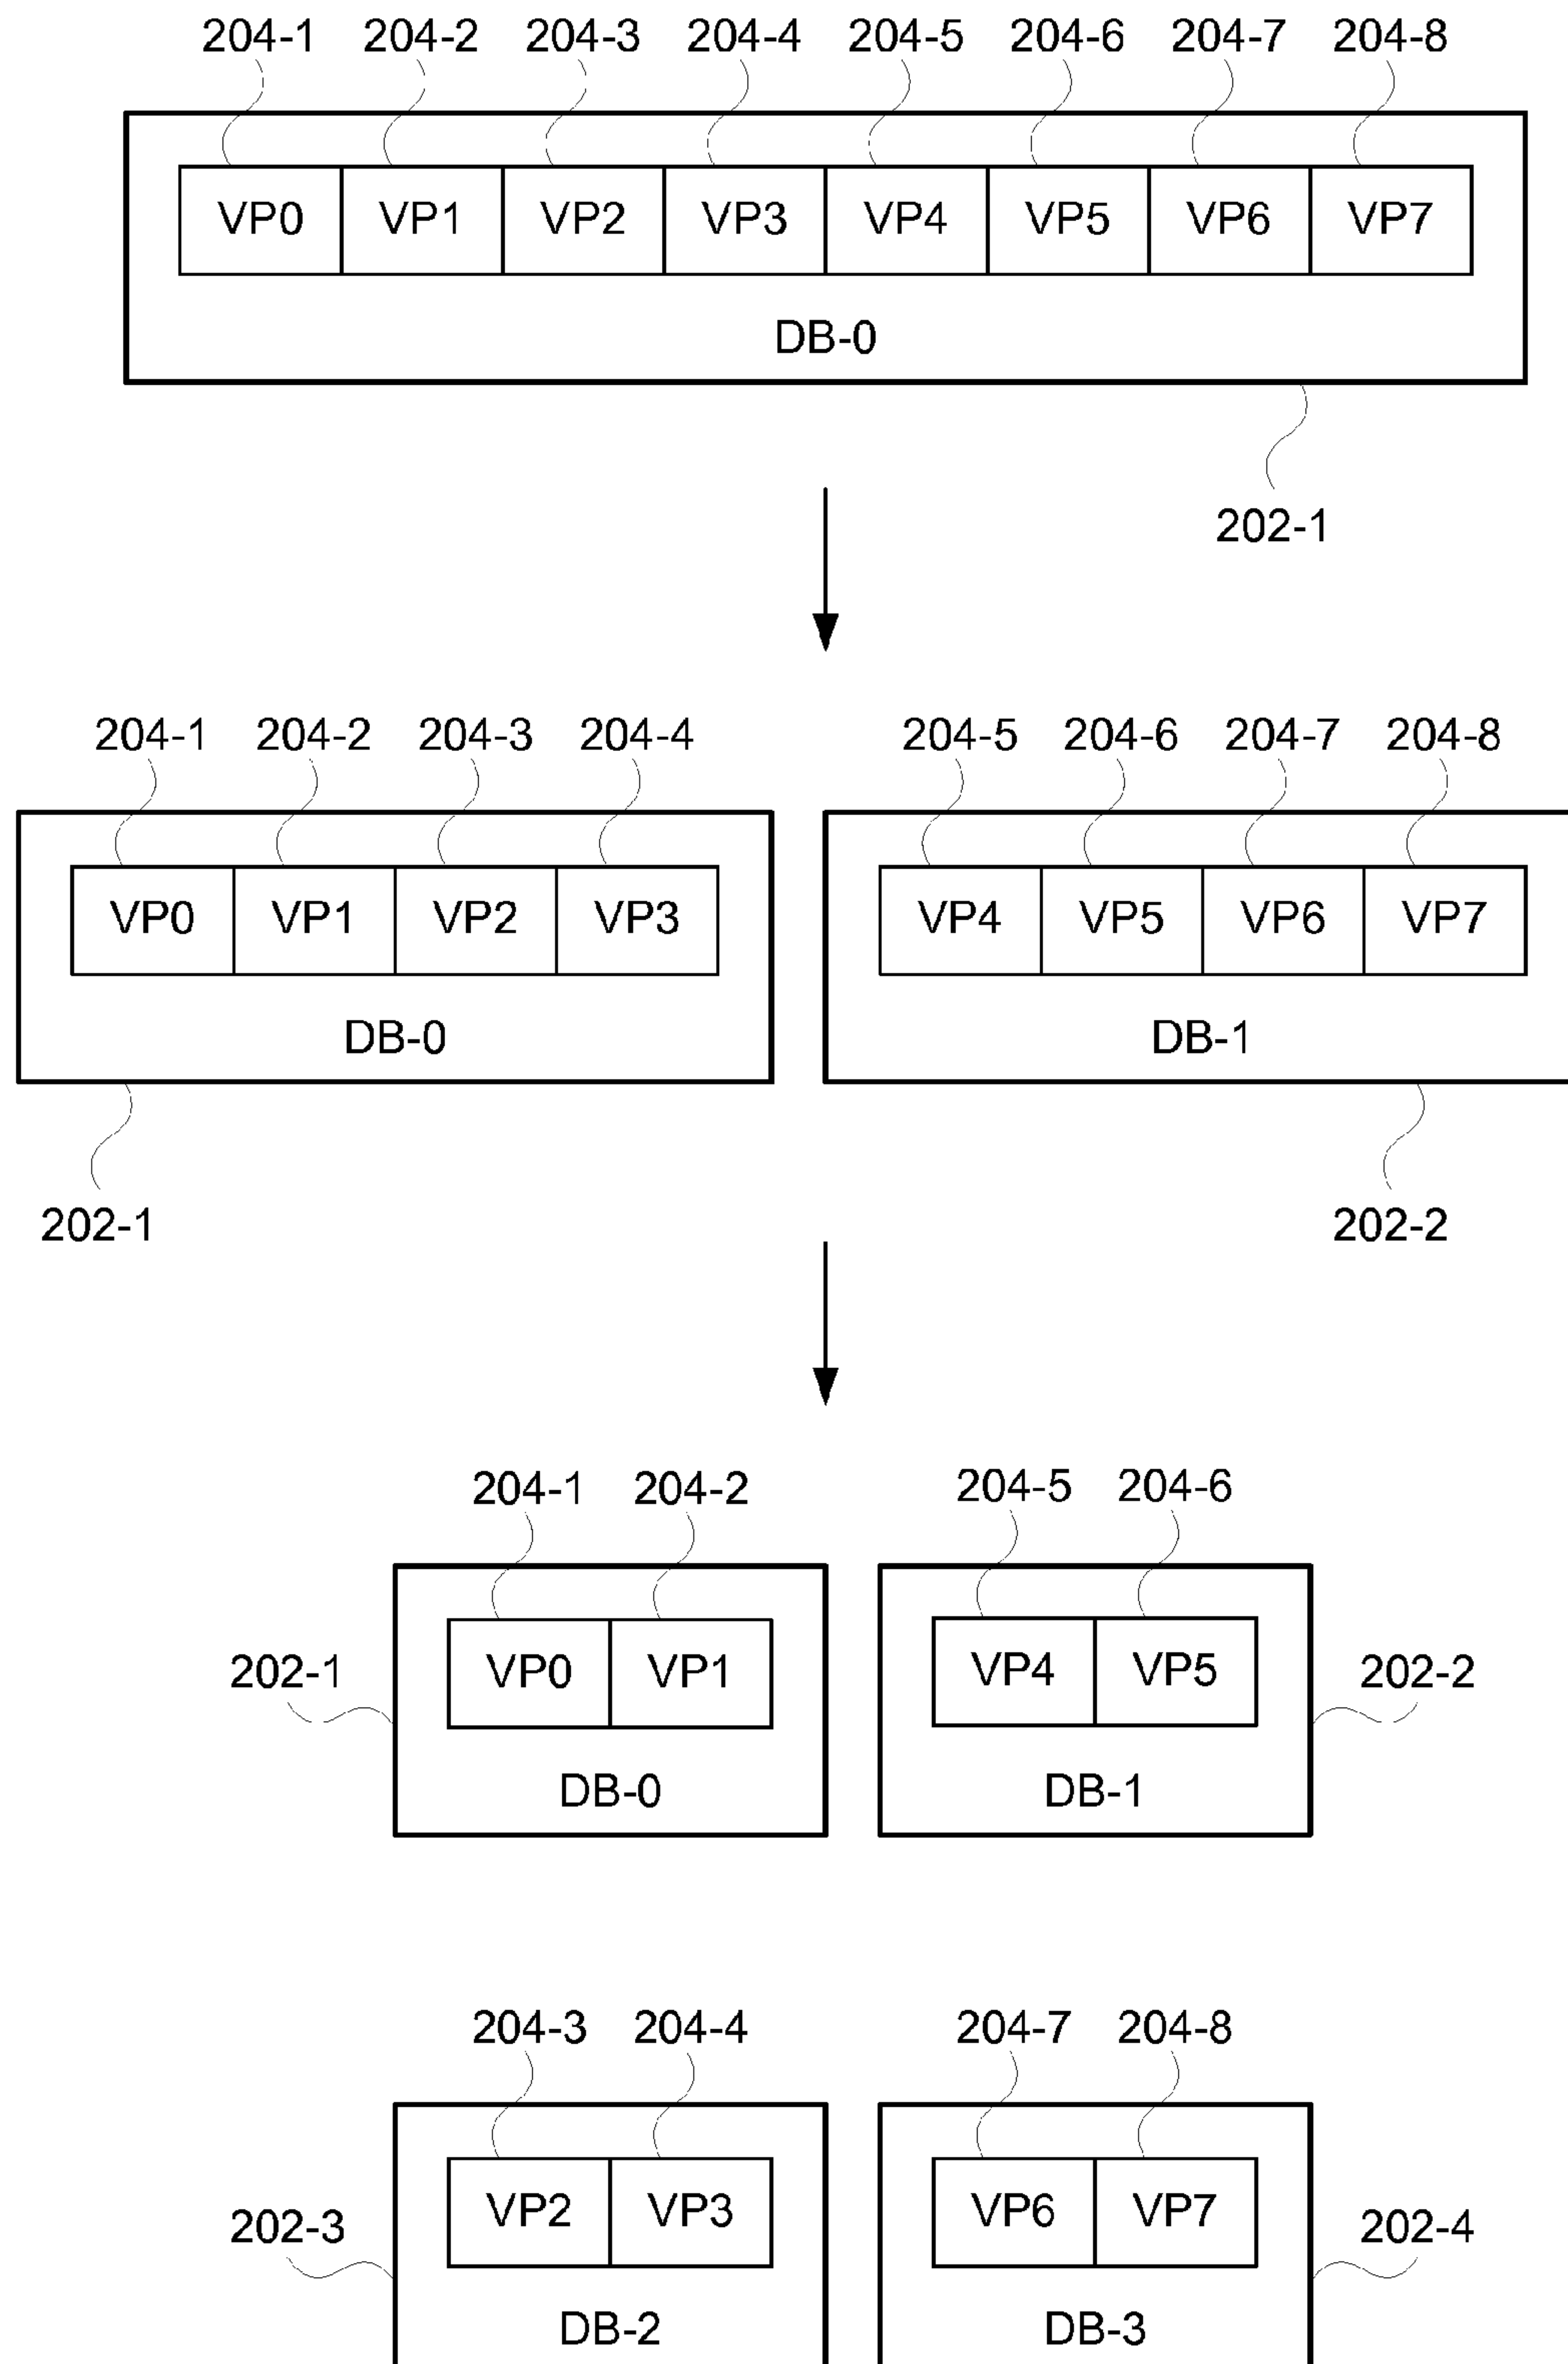 204-1 204-2 204-3 204-4 204-5 204-6 204-7 204-8
VP0 VP1 VP2 VP3 VP4 VP5 VP6 VP7
DB-0
202-1
204-1 204-2 204-3 204-4 204-5 204-6 204-7 204-8
VP0 VP1 VP2 VP3 VP4 VP5 VP6 VP7
DB-0 DB-1
202-1 202-2
204-1 204-2 204-5 204-6
202-1 VP0 VP1 VP4 VP5 202-2
DB-0 DB-1
204-3 204-4 204-7 204-8
202-3 VP2 VP3 VP6 VP7 202-4
DB-2 DB-3